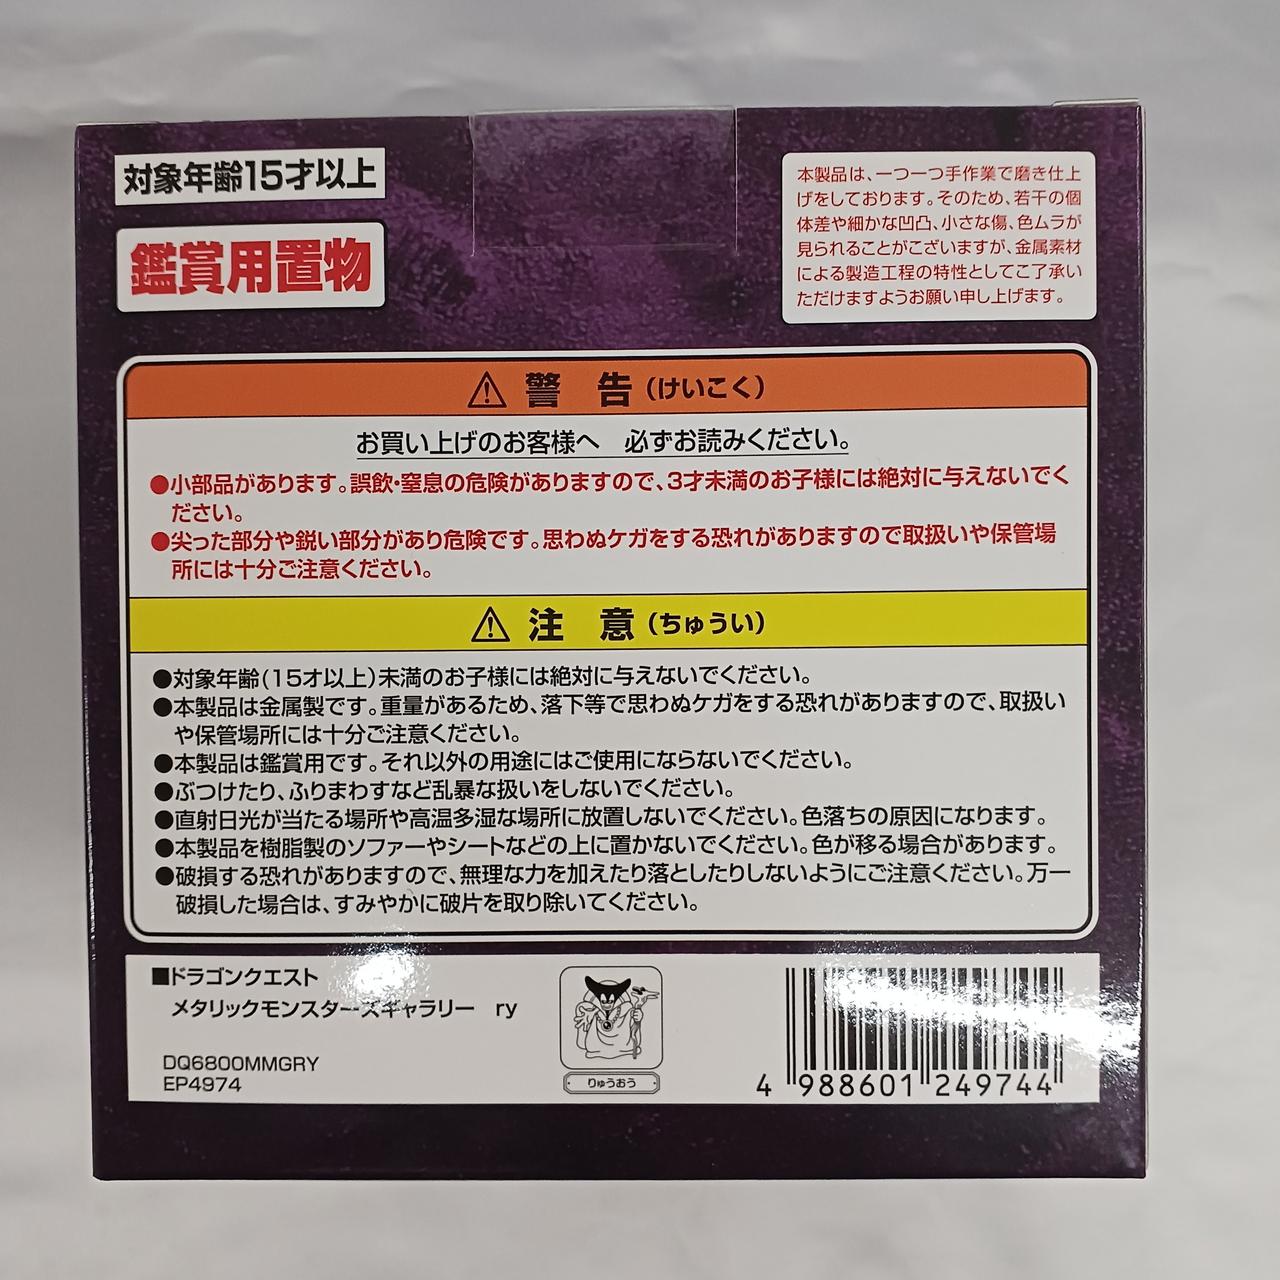 対象年齢15才以上
鑑賞用置物
本製品は、一つ一つ手作業で磨き仕上
げをしております。そのため、若干の個
体差や細かな凹凸、小さな傷、色ムラが
見られることがございますが、金属素材
による製造工程の特性としてご了承い
ただけますようお願い申し上げます。
警 告(けいこく)
お買い上げのお客様へ 必ずお読みください。
●小部品があります。誤飲・窒息の危険がありますので、3才未満のお子様には絶対に与えないでく
ださい。
●尖った部分や鋭い部分があり危険です。思わぬケガをする恐れがありますので取扱いや保管場
所には十分ご注意ください。
注 意(ちゅうい)
●対象年齢(15才以上)未満のお子様には絶対に与えないでください。
●本製品は金属製です。重量があるため、落下等で思わぬケガをする恐れがありますので、取扱い
や保管場所には十分ご注意ください。
●本製品は鑑賞用です。それ以外の用途にはご使用にならないでください。
●ぶつけたり、ふりまわすなど乱暴な扱いをしないでください。
●直射日光が当たる場所や高温多湿な場所に放置しないでください。色落ちの原因になります。
●本製品を樹脂製のソファーやシートなどの上に置かないでください。色が移る場合があります。
●破損する恐れがありますので、無理な力を加えたり落としたりしないようにご注意ください。万一
破損した場合は、すみやかに破片を取り除いてください。
■ドラゴンクエスト
メタリックモンスターズギャラリー ry
DQ6800MMGRY
EP4974
りゅうおう
4 988601 249744